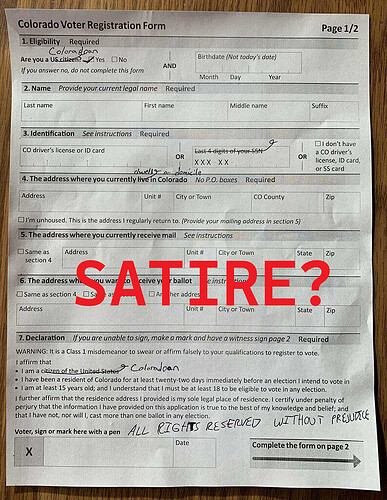 Colorado Voter Registration Form
Page 1/2
1. Eligibility Required
Coloradoan
Are you a US citizen? Yes No
If you answer no, do not complete this form
AND
Birthdate (Not today's date)
Month Day Year
2. Name Provide your current legal name Required
Last name First name Middle name Suffix
3. Identification See instructions Required
CO driver's license or ID card
OR
Last 4 digits of your SSN
XXX XX
OR
I don't have
a CO driver's
license, ID card,
or SS card
dwelling or domicile
4. The address where you currently live in Colorado No P.O. boxes Required
Address Unit # City or Town CO County Zip
I'm unhoused. This is the address I regularly return to. (Provide your mailing address in section 5)
5. The address where you currently receive mail See instructions
Same as
section 4
Address Unit # City or Town State Zip
SATIRE?
6. The address where you want to receive your ballot See instructions
Same as section 4 Same as Another address
Address City or Town State Zip
7. Declaration If you are unable to sign, make a mark and have a witness sign page 2 Required
WARNING: It is a Class 1 misdemeanor to swear or affirm falsely to your qualifications to register to vote.
I affirm that
• I am a citizen of the United States Coloradoan
• I have been a resident of Colorado for at least twenty-two days immediately before an election I intend to vote in
• I am at least 15 years old; and I understand that I must be at least 18 to be eligible to vote in any election.
I further affirm that the residence address I provided is my sole legal place of residence. I certify under penalty of
perjury that the information I have provided on this application is true to the best of my knowledge and belief; and
that I have not, nor will I, cast more than one ballot in any election.
Voter, sign or mark here with a pen ALL RIGHTS RESERVED WITHOUT PREJUDICE
X
Date
Complete the form on page 2